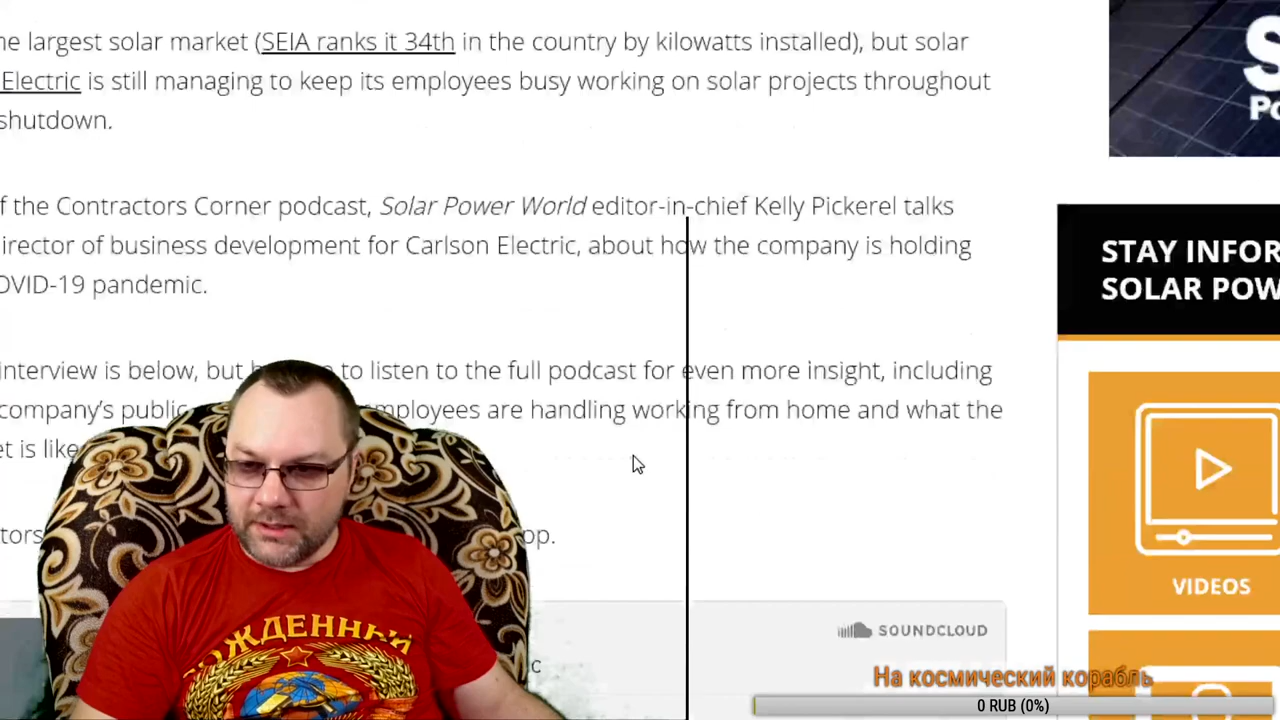 ne largest solar market (SEIA ranks it 34th in the country by kilowatts installed), but solar
Electric is still managing to keep its employees busy working on solar projects throughout
shutdown.
f the Contractors Corner podcast, Solar Power World editor-in-chief Kelly Pickerel talks
irector of business development for Carlson Electric, about how the company is holding
OVID-19 pandemic.
interview is below, but to listen to the full podcast for even more insight, including
company's public employees are handling working from home and what the
et is like
tors op.
SOUNDCLOUD
c
STAY INFOR
SOLAR POW
VIDEOS
ОЖДЕННЫЙ
На космический корабль
0 RUB (0%)